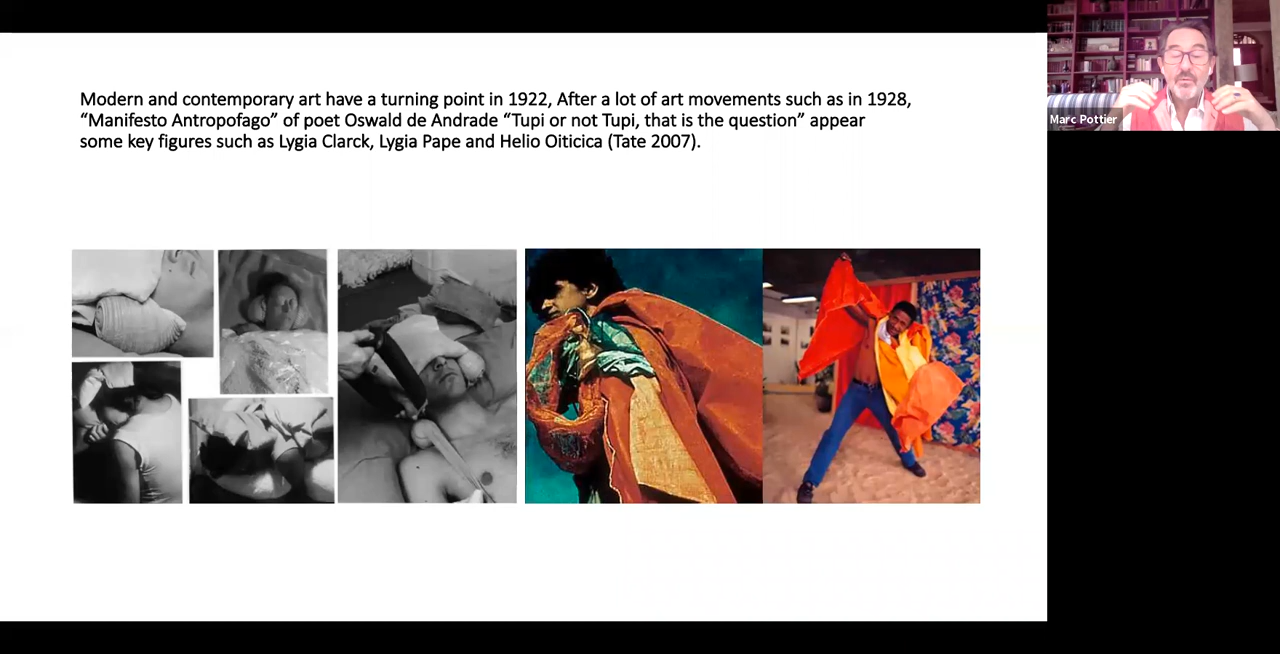 Modern and contemporary art have a turning point in 1922, After a lot of art movements such as in 1928,
“Manifesto Antropofago” of poet Oswald de Andrade “Tupi or not Tupi, that is the question” appear
some key figures such as Lygia Clarck, Lygia Pape and Helio Oiticica (Tate 2007).
Marc Pottier